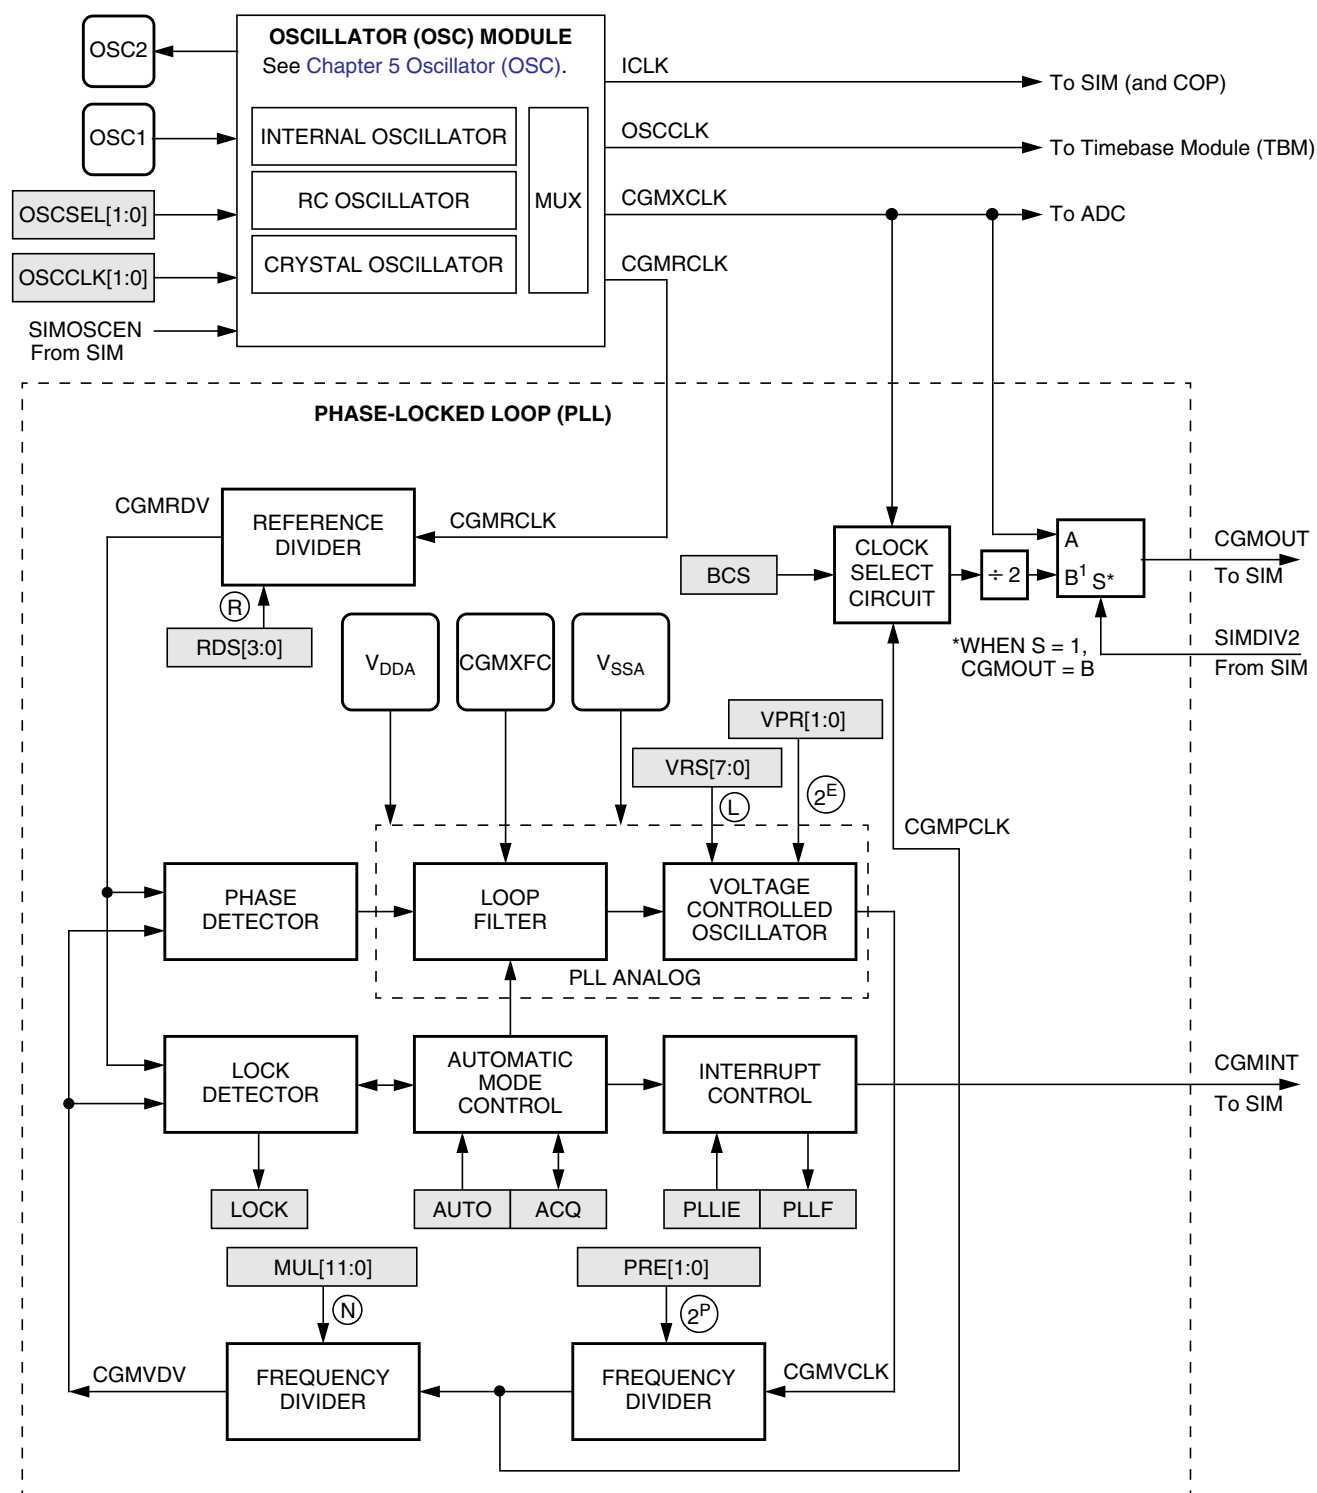 OSC2
OSCILLATOR (OSC) MODULE
See Chapter 5 Oscillator (OSC).
ICLK
To SIM (and COP)
OSC1
INTERNAL OSCILLATOR
OSCCLK
To Timebase Module (TBM)
OSCSEL[1:0]
RC OSCILLATOR
MUX
CGMXCLK
To ADC
OSCCLK[1:0]
CRYSTAL OSCILLATOR
CGMRCLK
SIMOSCEN
From SIM
PHASE-LOCKED LOOP (PLL)
CGMRDV
REFERENCE
DIVIDER
CGMRCLK
BCS
CLOCK
SELECT
CIRCUIT
÷ 2
A
B1 S*
CGMOUT
To SIM
R
RDS[3:0]
VDDA
CGMXFC
VSSA
*WHEN S = 1,
CGMOUT = B
SIMDIV2
From SIM
VPR[1:0]
VRS[7:0]
L
2E
CGMPCLK
PHASE
DETECTOR
LOOP
FILTER
VOLTAGE
CONTROLLED
OSCILLATOR
PLL ANALOG
LOCK
DETECTOR
AUTOMATIC
MODE
CONTROL
INTERRUPT
CONTROL
CGMINT
To SIM
LOCK
AUTO
ACQ
PLLIE
PLLF
MUL[11:0]
PRE[1:0]
N
2P
CGMVDV
FREQUENCY
DIVIDER
FREQUENCY
DIVIDER
CGMVCLK